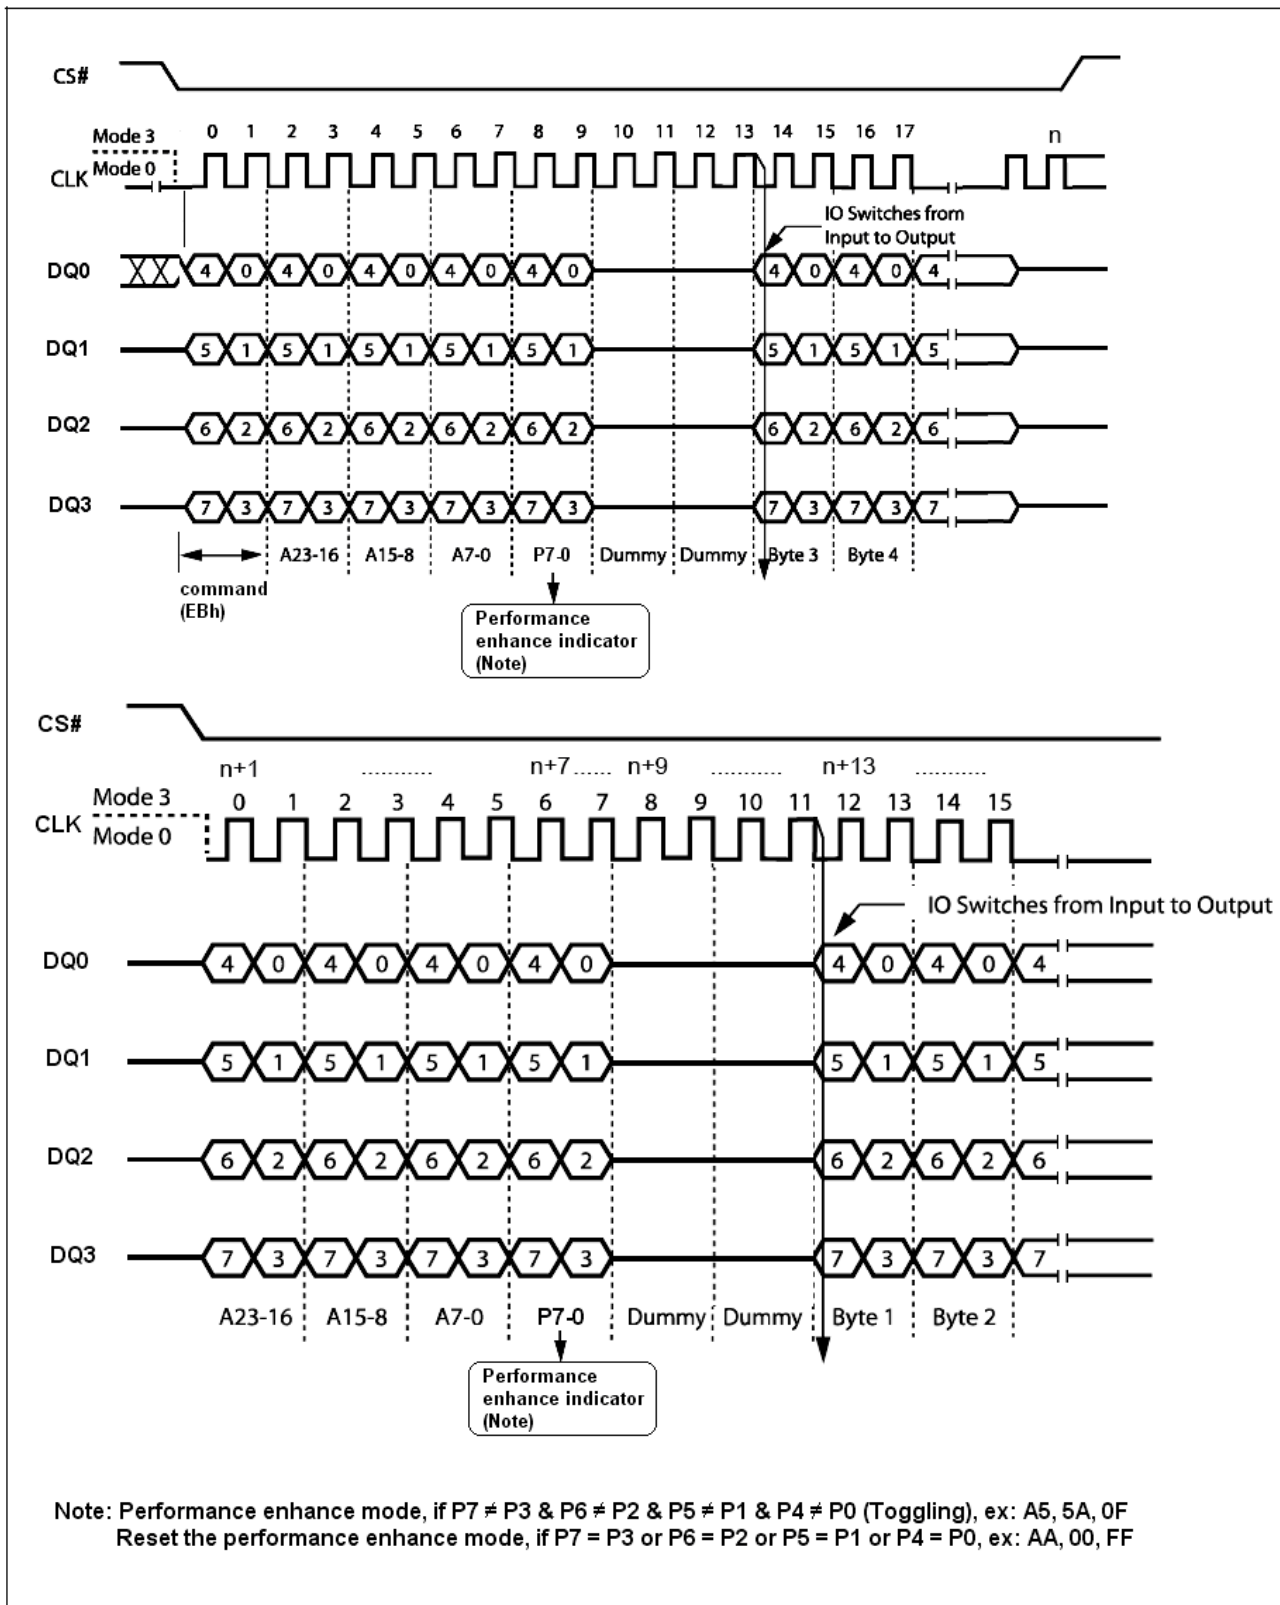 CS#
Mode 3
Mode 0
CLK
0 1 2 3 4 5 6 7 8 9 10 11 12 13 14 15 16 17 n
IO Switches from
Input to Output
DQ0 4 0 4 0 4 0 4 0 4 0 4 0 4 0 4
DQ1 5 1 5 1 5 1 5 1 5 1 5 1 5 1 5
DQ2 6 2 6 2 6 2 6 2 6 2 6 2 6 2 6
DQ3 7 3 7 3 7 3 7 3 7 3 7 3 7 3 7
A23-16 A15-8 A7-0 P7-0 Dummy Dummy Byte 3 Byte 4
command
(EBh)
Performance
enhance indicator
(Note)
CS#
n+1 ........... n+7 ...... n+9 ........... n+13 ...........
Mode 3
CLK
Mode 0
0 1 2 3 4 5 6 7 8 9 10 11 12 13 14 15
IO Switches from Input to Output
DQ0 4 0 4 0 4 0 4 0 4 0 4 0 4
DQ1 5 1 5 1 5 1 5 1 5 1 5 1 5
DQ2 6 2 6 2 6 2 6 2 6 2 6 2 6
DQ3 7 3 7 3 7 3 7 3 7 3 7 3 7
A23-16 A15-8 A7-0 P7-0 Dummy Dummy Byte 1 Byte 2
Performance
enhance indicator
(Note)
Note: Performance enhance mode, if P7 ≠ P3 & P6 ≠ P2 & P5 ≠ P1 & P4 ≠ P0 (Toggling), ex: A5, 5A, 0F
Reset the performance enhance mode, if P7 = P3 or P6 = P2 or P5 = P1 or P4 = P0, ex: AA, 00, FF